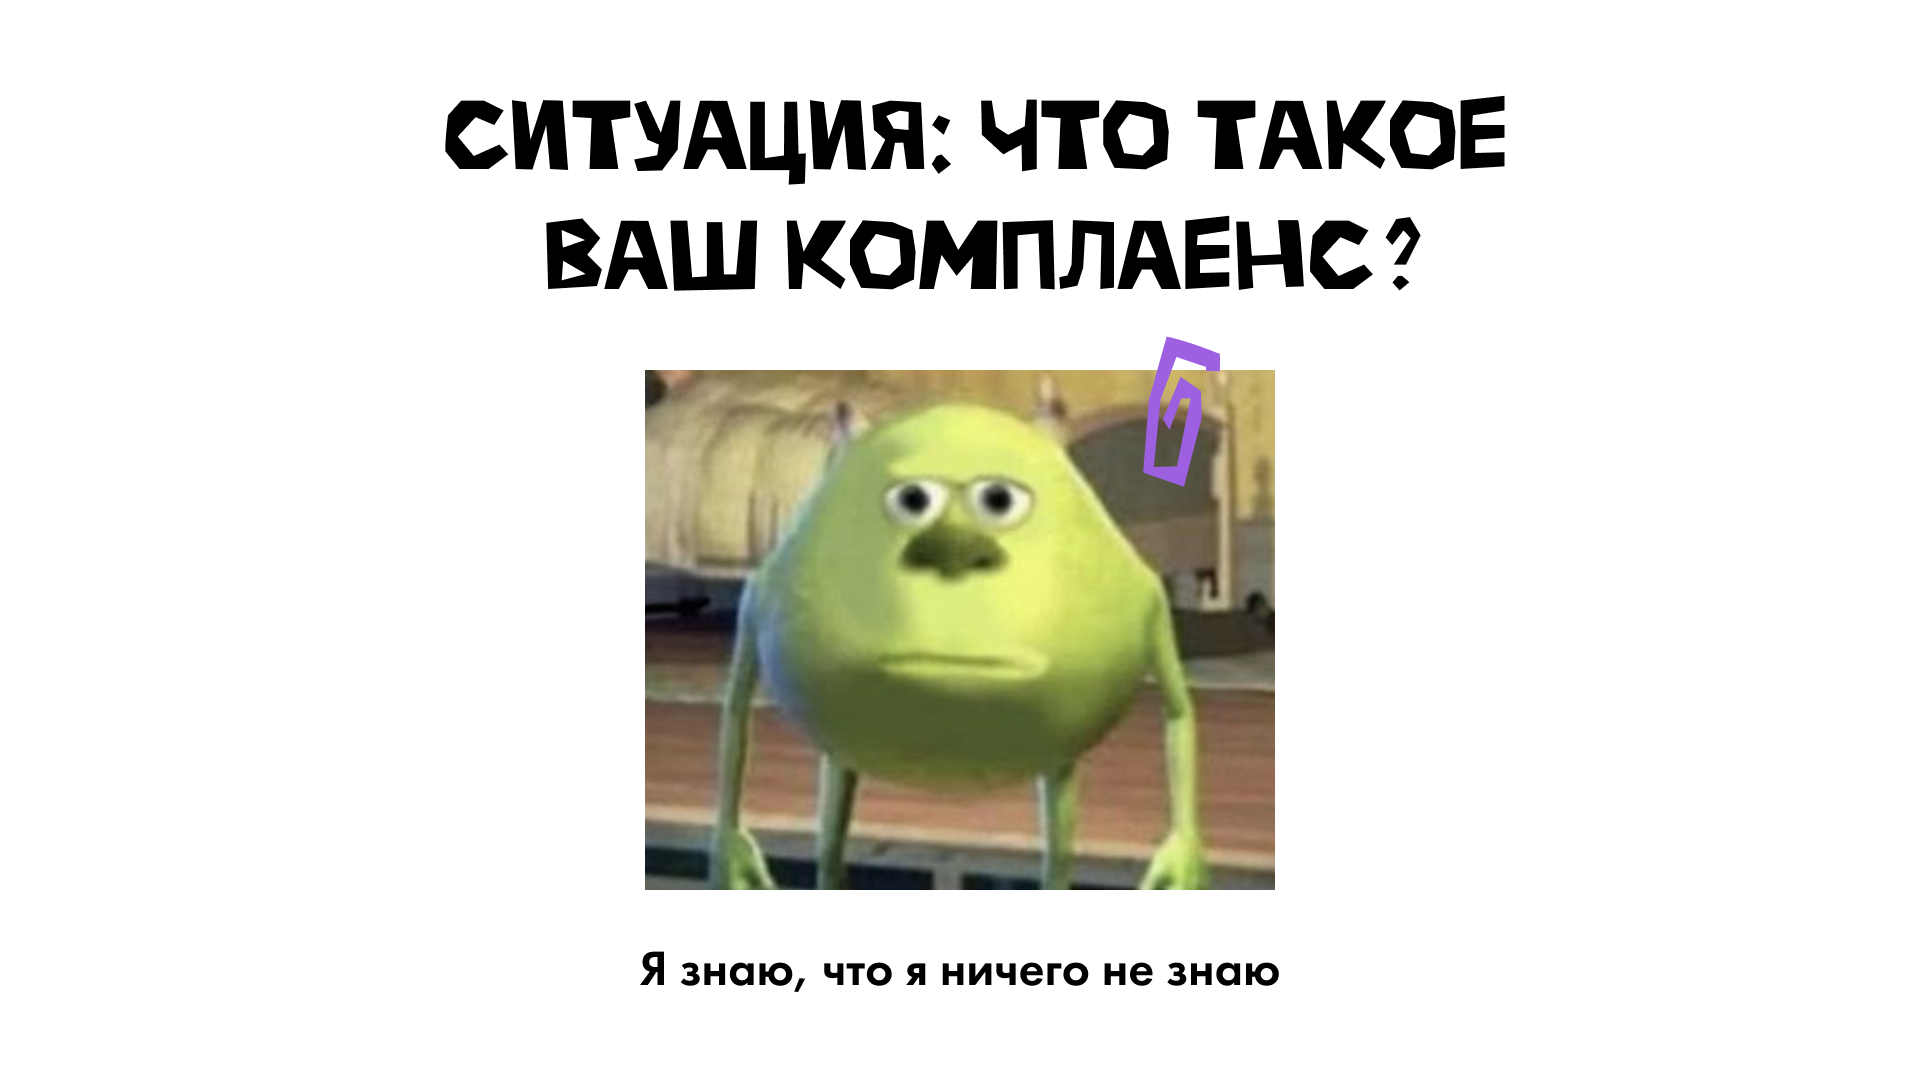 СИТУАЦИЯ: ЧТО ТАКОЕ
ВАШ КОМПЛАЕНС?
Я знаю, что я ничего не знаю